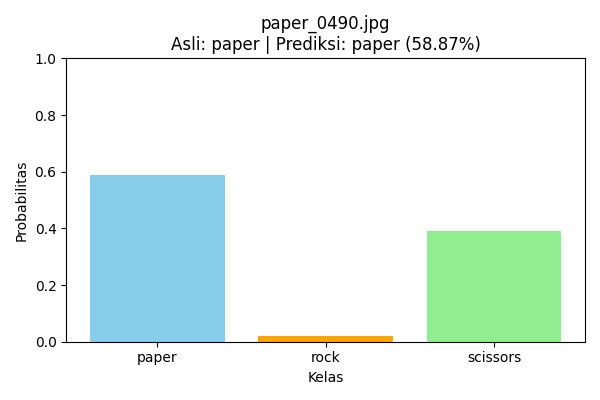 paper_0490.jpg
Asli: paper | Prediksi: paper (58.87%)
1.0
0.8
0.6
0.4
0.2
0.0
Probabilitas
paper rock scissors
Kelas